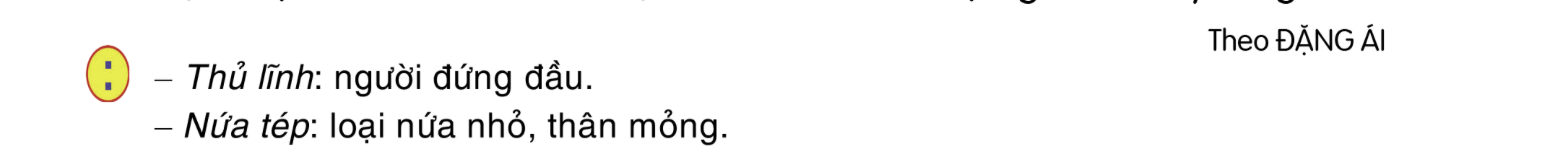 Theo ĐẶNG ÁI
– Thủ lĩnh: người đứng đầu.
– Nứa tép: loại nứa nhỏ, thân mỏng.